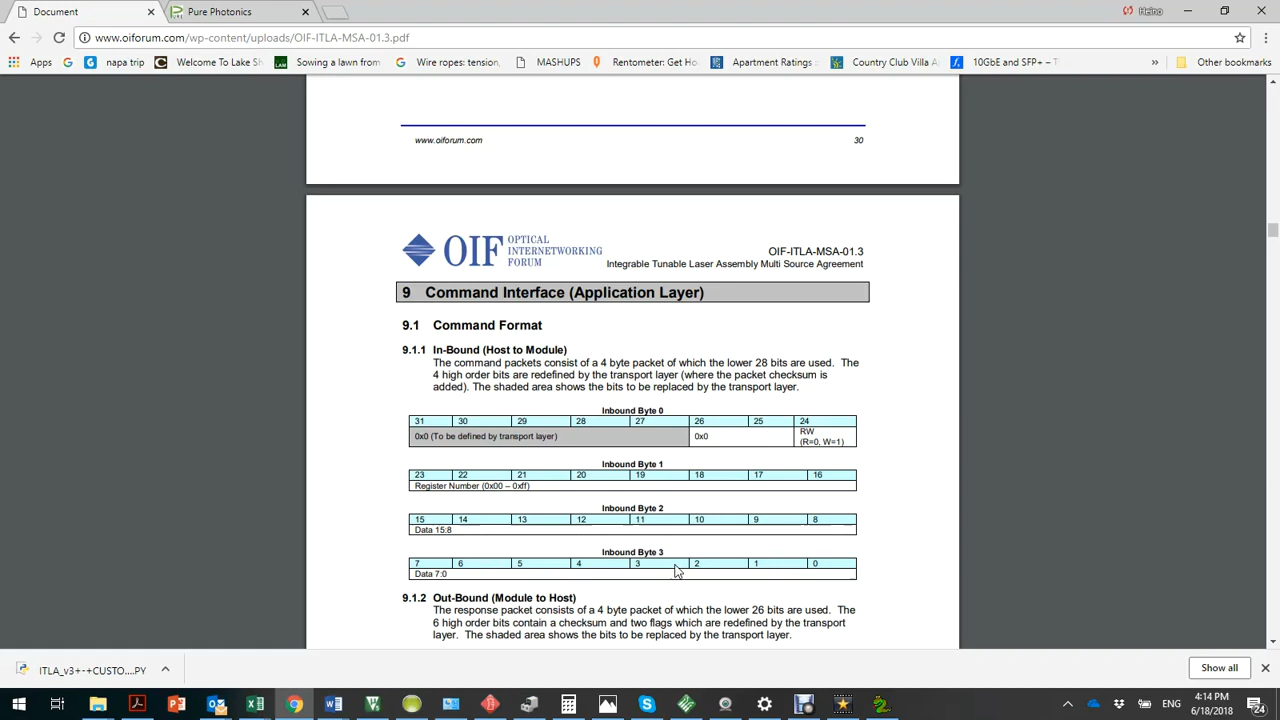 Document
Pure Photonics
Heino
www.oiforum.com/wp-content/uploads/OIF-ITLA-MSA-01.3.pdf
Apps napa trip Welcome To Lake Sh Sowing a lawn from Wire ropes: tension, MASHUPS Rentometer: Get Ho Apartment Ratings Country Club Villa A 10GbE and SFP+ – T » Other bookmarks
www.oiforum.com 30
OIF OPTICAL
INTERNETWORKING
FORUM
OIF-ITLA-MSA-01.3
Integrable Tunable Laser Assembly Multi Source Agreement
9 Command Interface (Application Layer)
9.1 Command Format
9.1.1 In-Bound (Host to Module)
The command packets consist of a 4 byte packet of which the lower 28 bits are used. The
4 high order bits are redefined by the transport layer (where the packet checksum is
added). The shaded area shows the bits to be replaced by the transport layer.
Inbound Byte 0
31 30 29 28 27 26 25 24
0x0 (To be defined by transport layer) 0x0 RW
(R=0, W=1)
Inbound Byte 1
23 22 21 20 19 18 17 16
Register Number (0x00 – 0xff)
Inbound Byte 2
15 14 13 12 11 10 9 8
Data 15:8
Inbound Byte 3
7 6 5 4 3 2 1 0
Data 7:0
9.1.2 Out-Bound (Module to Host)
The response packet consists of a 4 byte packet of which the lower 26 bits are used. The
6 high order bits contain a checksum and two flags which are redefined by the transport
layer. The shaded area shows the bits to be replaced by the transport layer.
ITLA_v3+-+CUSTO....PY
Show all
ENG
4:14 PM
6/18/2018
24